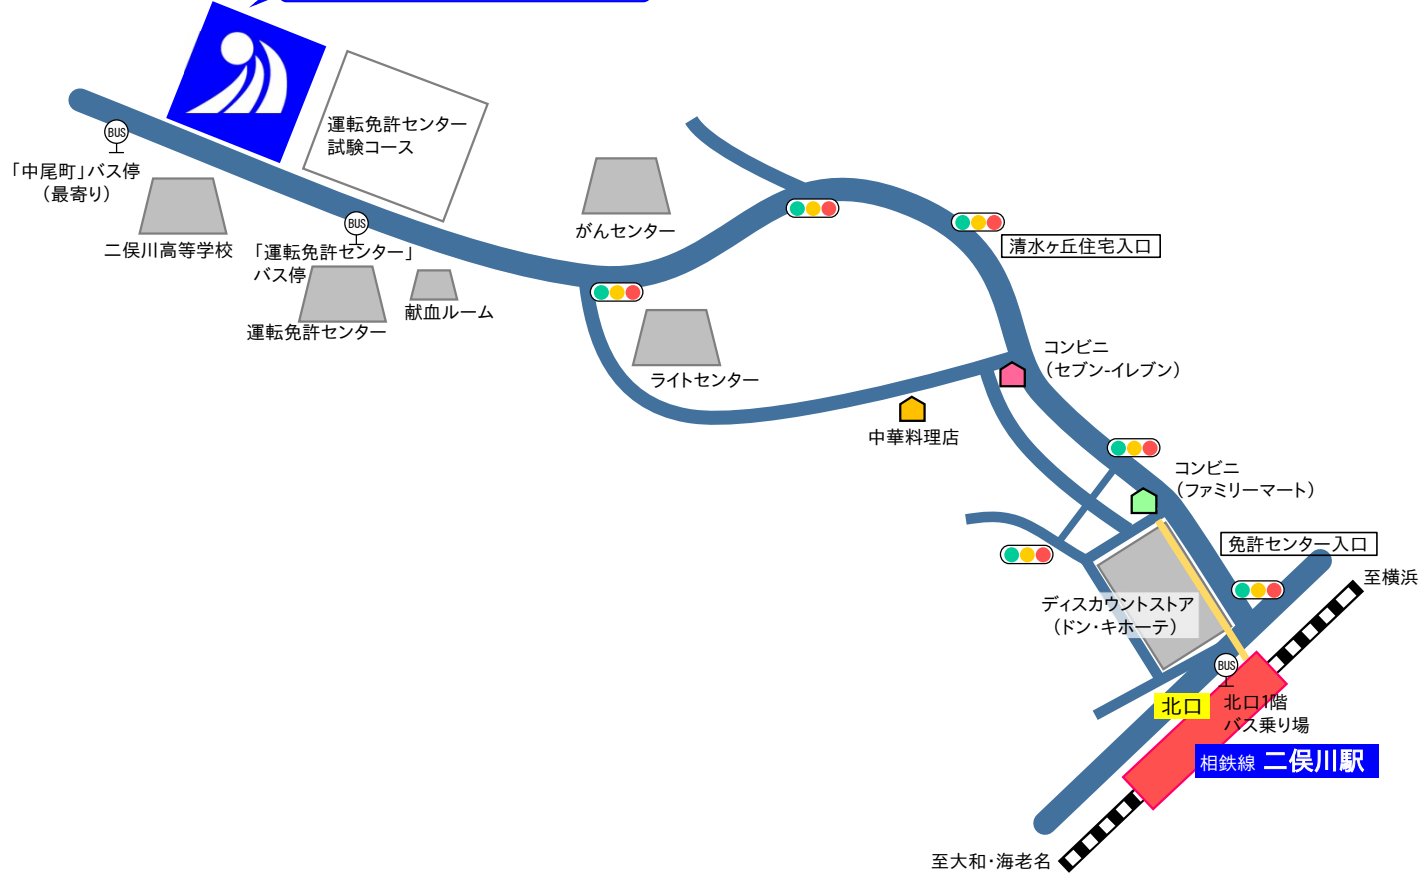 運転免許センター
試験コース
BUS
「中尾町」バス停
(最寄り)
二俣川高等学校
BUS
「運転免許センター」
バス停
運転免許センター
献血ルーム
がんセンター
ライトセンター
清水ヶ丘住宅入口
コンビニ
(セブン-イレブン)
中華料理店
コンビニ
(ファミリーマート)
免許センター入口
至横浜
ディスカウントストア
(ドン・キホーテ)
BUS
北口
北口1階
バス乗り場
相鉄線 二俣川駅
至大和・海老名